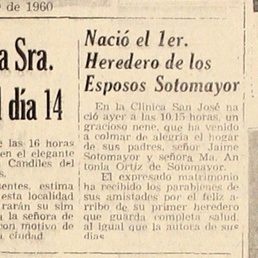 de 1960
a Sra.
l día 14
las 16 horas
en el elegante
Candiles del
sentes, estima
esta localidad
rarán su sim
la señora de
con motivo de
a ciudad.
Nació el 1er.
Heredero de los
Esposos Sotomayor
En la Clínica San José na
ció ayer a las 10.15 horas, un
gracioso nene, que ha venido
a colmar de alegría el hogar
de sus padres, señor Jaime
Sotomayor y señora Ma. An
tonia Ortiz de Sotomayor.
El expresado matrimonio
ha recibido los parabienes de
sus amistades por el feliz a-
rribo de su primer heredero
que guarda completa salud,
al igual que la autora de sus
días